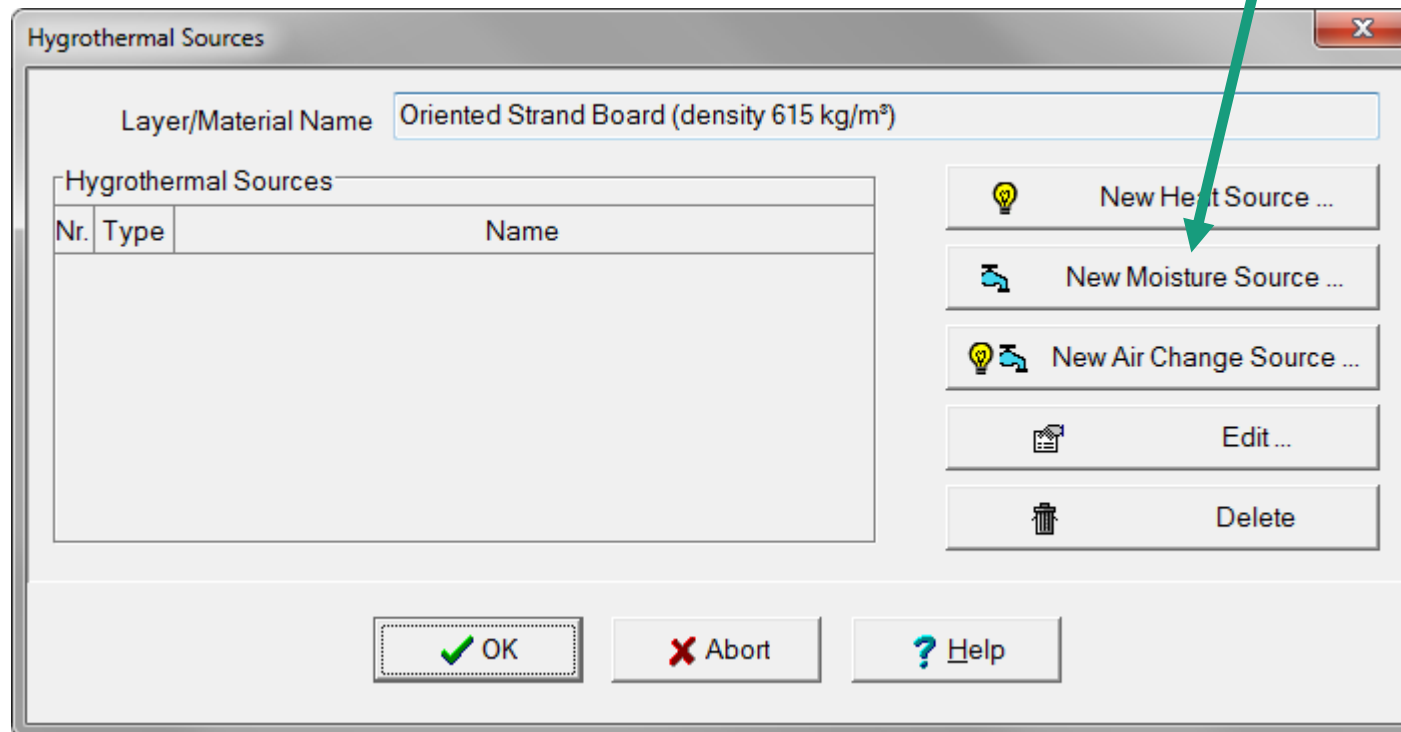 Hygrothermal Sources
Layer/Material Name Oriented Strand Board (density 615 kg/m³)
Hygrothermal Sources
Nr. Type Name
New Heat Source ...
New Moisture Source ...
New Air Change Source ...
Edit ...
Delete
OK Abort Help